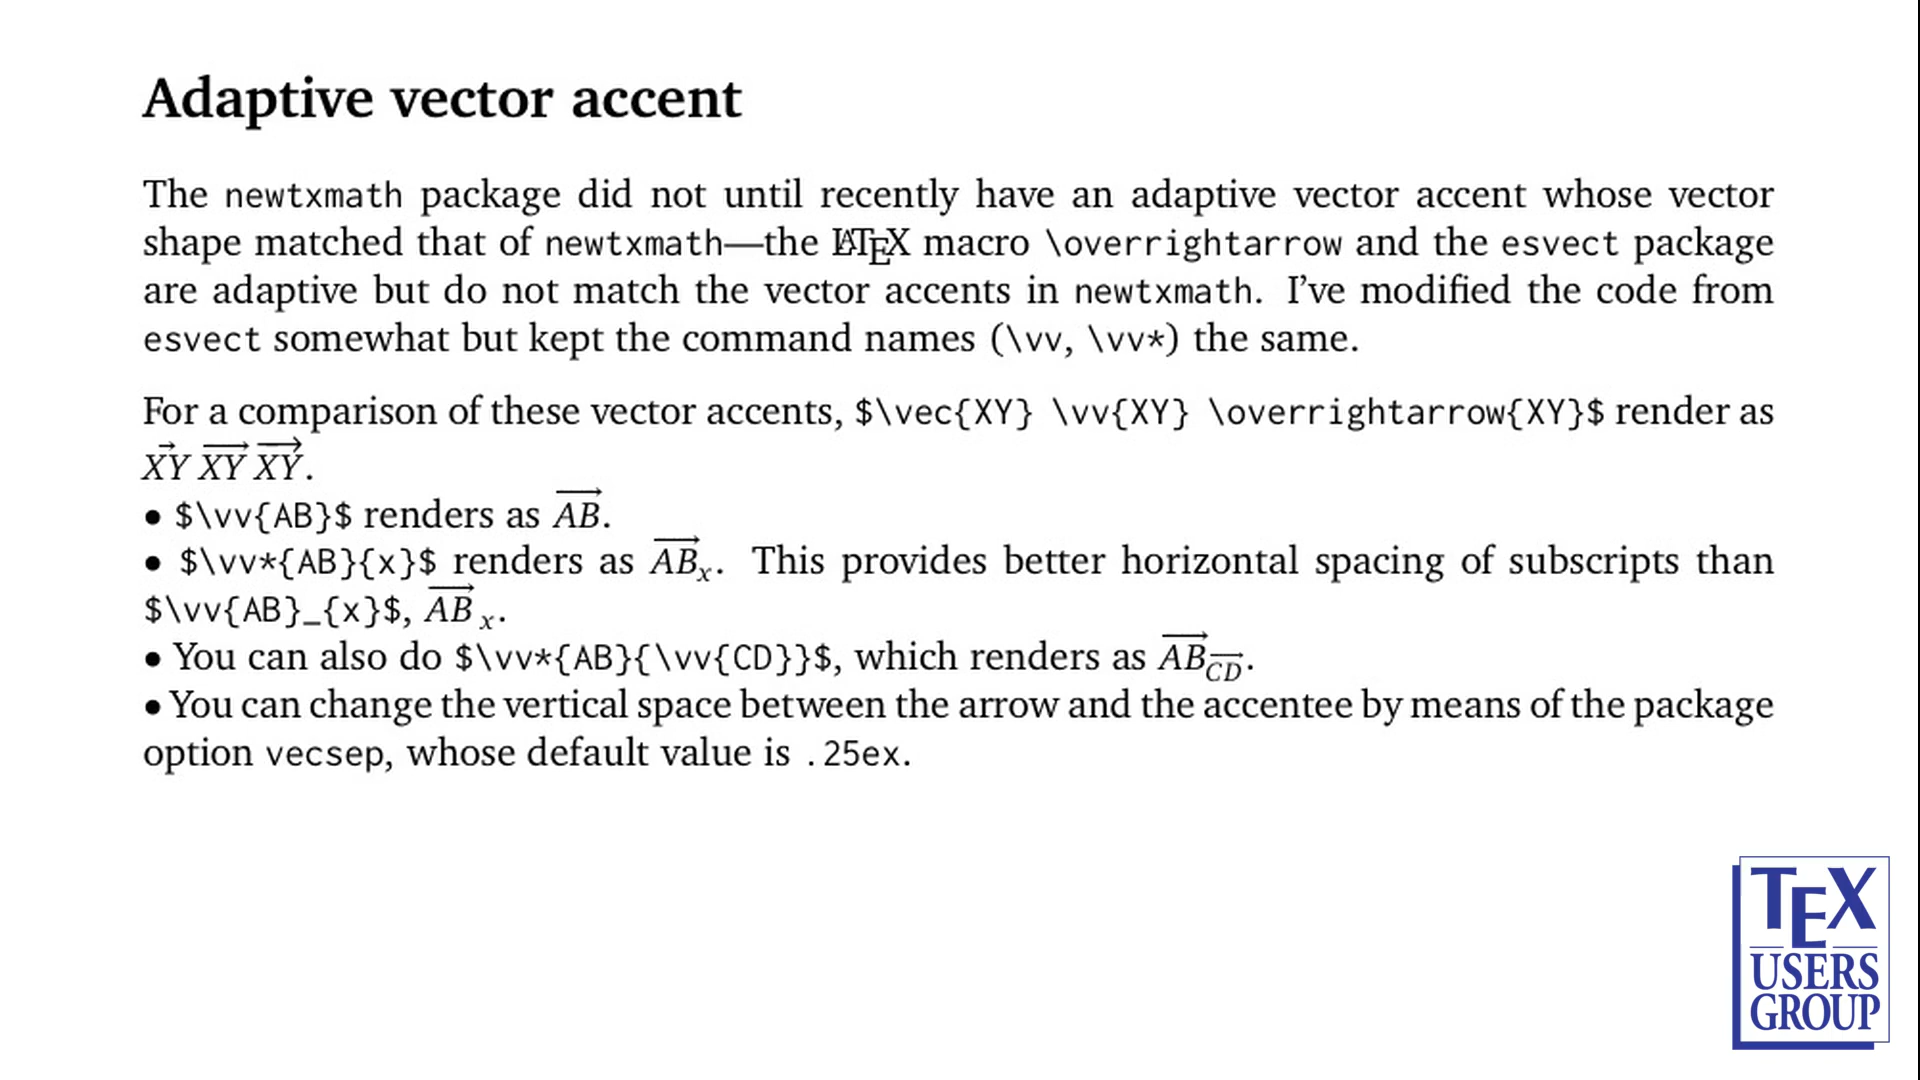 Adaptive vector accent
The newtxmath package did not until recently have an adaptive vector accent whose vector
shape matched that of newtxmath—the LATEX macro \overrightarrow and the esvect package
are adaptive but do not match the vector accents in newtxmath. I’ve modified the code from
esvect somewhat but kept the command names (\vv, \vv*) the same.
For a comparison of these vector accents, $\vec{XY} \vv{XY} \overrightarrow{XY}$ render as
X⃗Y XY⃗ XY⃗.
• $\vv{AB}$ renders as AB⃗.
• $\vv*{AB}{x}$ renders as AB⃗ₓ. This provides better horizontal spacing of subscripts than
$\vv{AB}_{x}$, AB⃗ ₓ.
• You can also do $\vv*{AB}{\vv{CD}}$, which renders as AB⃗CD⃗.
• You can change the vertical space between the arrow and the accentee by means of the package
option vecsep, whose default value is .25ex.
TEX
USERS
GROUP